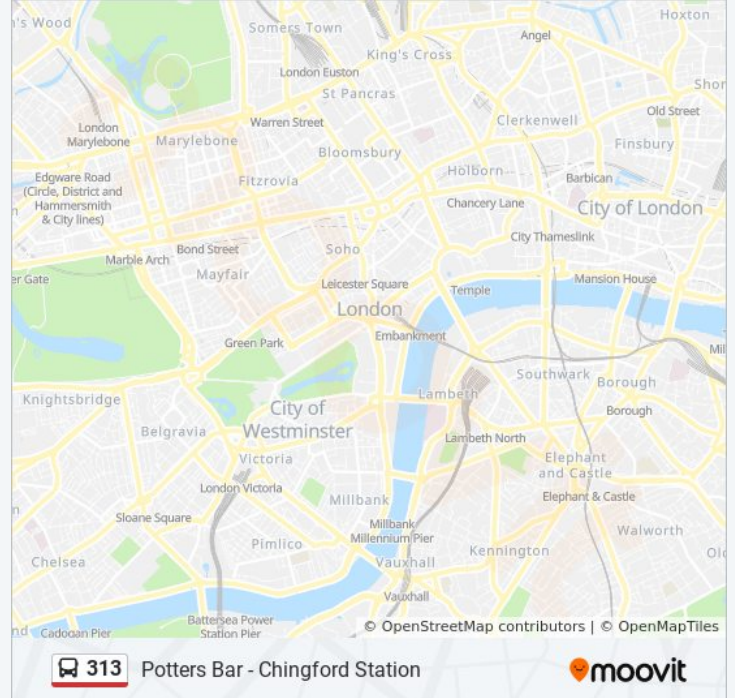 's Wood
Somers Town
Hoxton
Angel
King's Cross
London Euston
St Pancras
Old Street
London
Marylebone
Warren Street
Clerkenwell
Marylebone
Finsbury
Bloomsbury
Holborn
Barbican
Edgware Road
(Circle, District and
Hammersmith
& City lines)
Fitzrovia
Chancery Lane
City of London
City Thameslink
Bond Street
Soho
Marble Arch
Mayfair
er Gate
Leicester Square
Temple
Mansion House
London
Embankment
Green Park
Southwark
Borough
Knightsbridge
Lambeth
City of
Westminster
Borough
Belgravia
Lambeth North
Victoria
Elephant
and Castle
London Victoria
Elephant & Castle
Millbank
Sloane Square
Millbank
Millennium Pier
Walworth
Pimlico
Kennington
Chelsea
Vauxhall
Vauxhall
Battersea Power
Station Pier
Cadogan Pier
© OpenStreetMap contributors | © OpenMapTiles
313 Potters Bar - Chingford Station
moovit